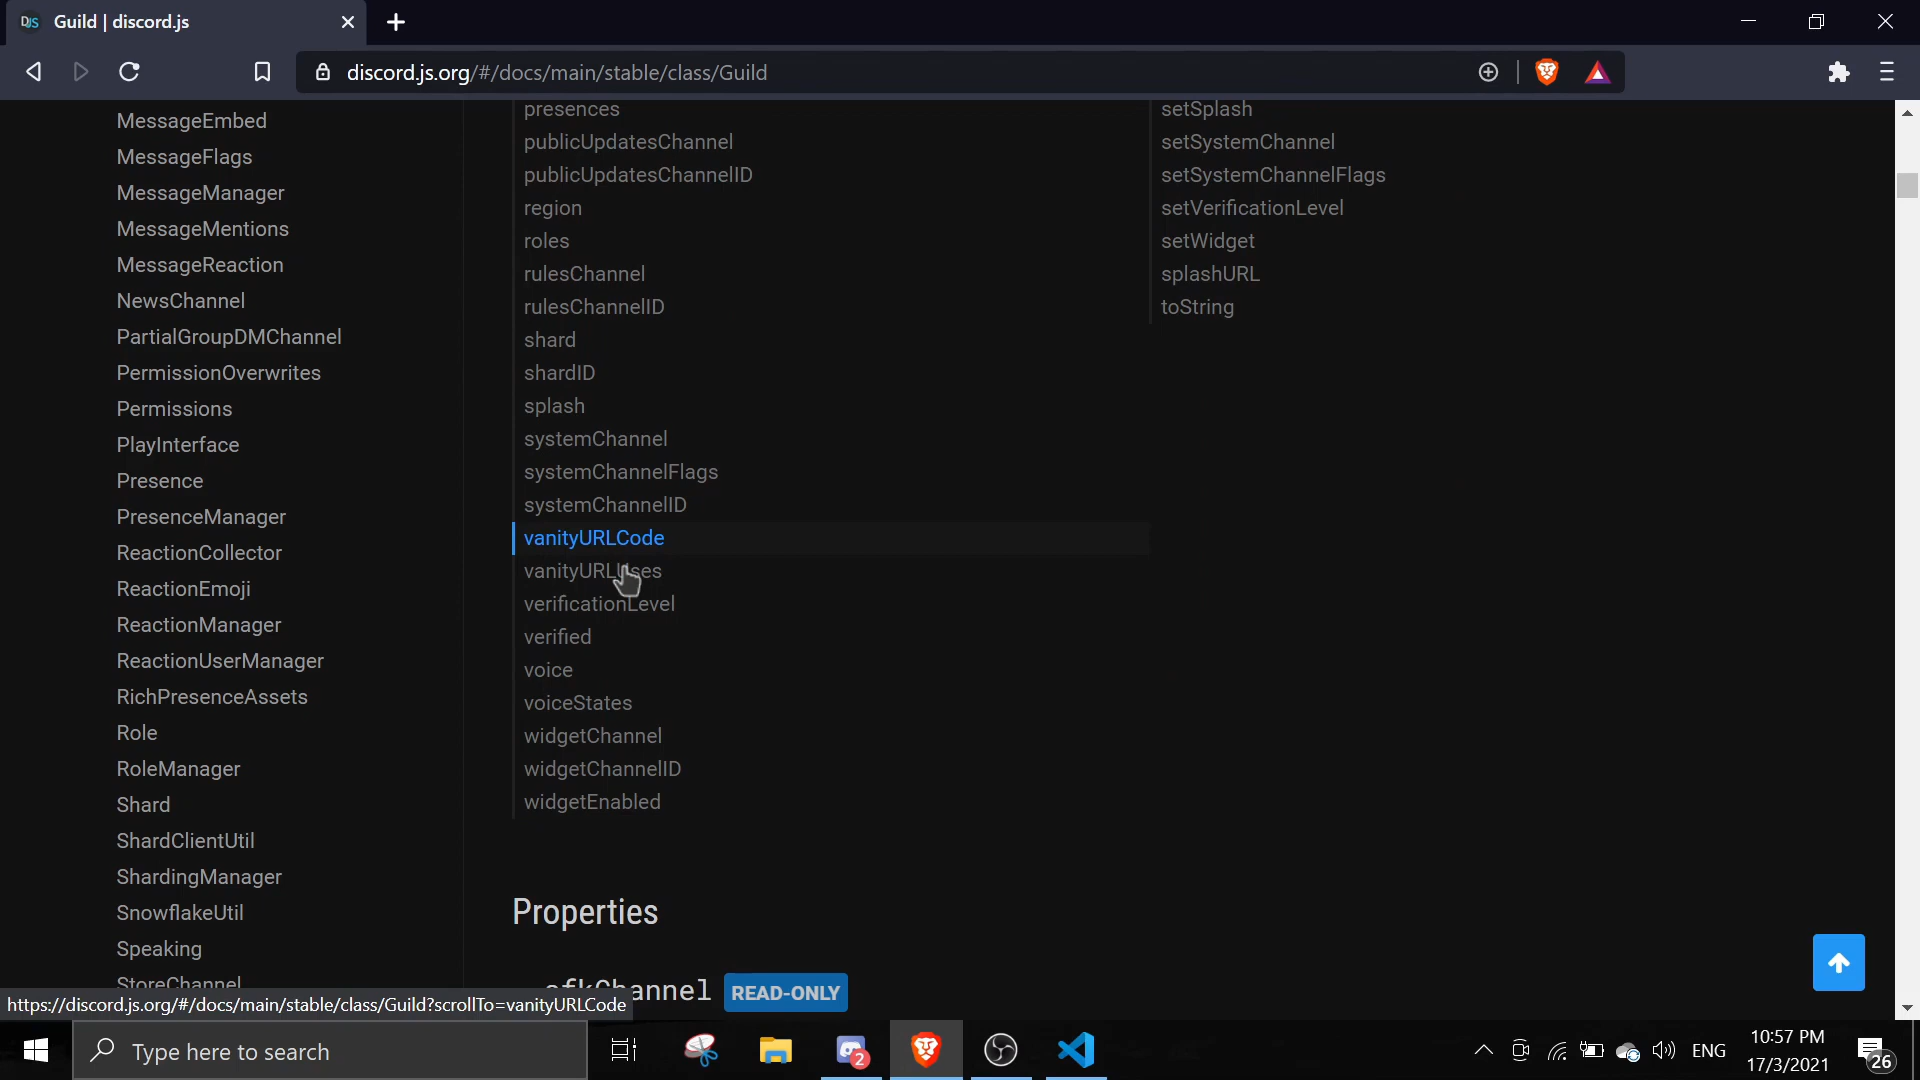 Guild | discord.js
discord.js.org/#/docs/main/stable/class/Guild
MessageEmbed
MessageFlags
MessageManager
MessageMentions
MessageReaction
NewsChannel
PartialGroupDMChannel
PermissionOverwrites
Permissions
PlayInterface
Presence
PresenceManager
ReactionCollector
ReactionEmoji
ReactionManager
ReactionUserManager
RichPresenceAssets
Role
RoleManager
Shard
ShardClientUtil
ShardingManager
SnowflakeUtil
Speaking
StoreChannel
presences
publicUpdatesChannel
publicUpdatesChannelID
region
roles
rulesChannel
rulesChannelID
shard
shardID
splash
systemChannel
systemChannelFlags
systemChannelID
vanityURLCode
vanityURLUses
verificationLevel
verified
voice
voiceStates
widgetChannel
widgetChannelID
widgetEnabled
setSplash
setSystemChannel
setSystemChannelFlags
setVerificationLevel
setWidget
splashURL
toString
Properties
afkChannel READ-ONLY
https://discord.js.org/#/docs/main/stable/class/Guild?scrollTo=vanityURLCode
Type here to search
2
ENG
10:57 PM
17/3/2021
26